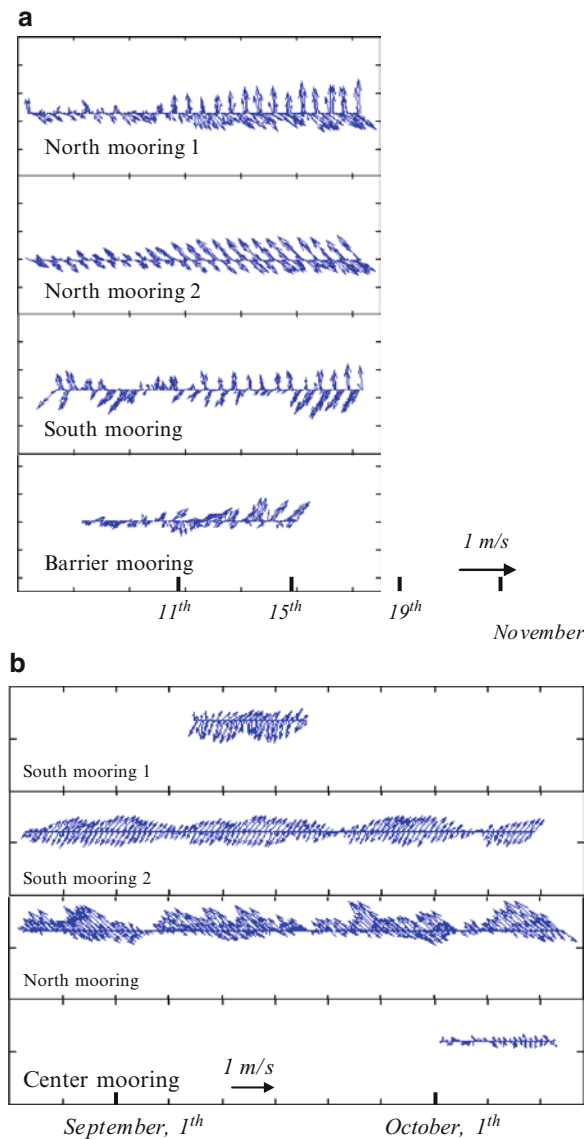 a
North mooring 1
North mooring 2
South mooring
Barrier mooring
1 m/s
11th 15th 19th
November
b
South mooring 1
South mooring 2
North mooring
Center mooring
1 m/s
September, 1th October, 1th